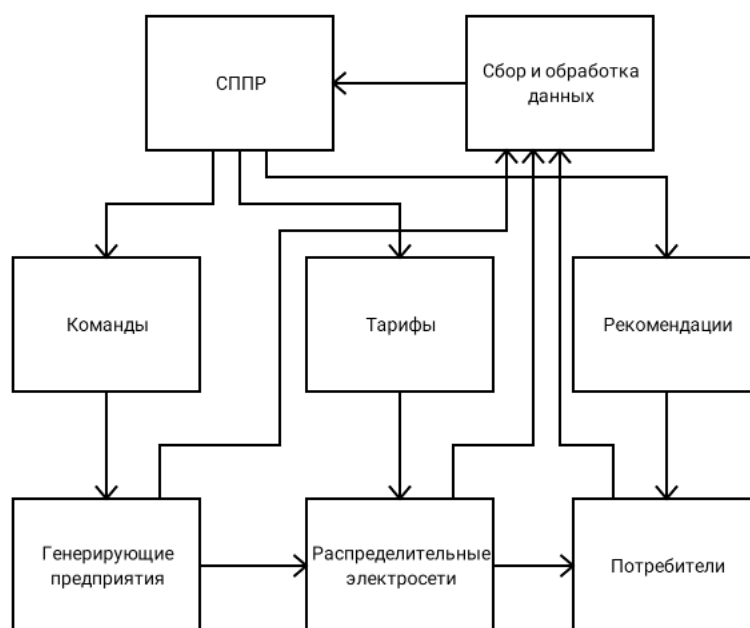 СППР
Сбор и обработка
данных
Команды
Тарифы
Рекомендации
Генерирующие
предприятия
Распределительные
электросети
Потребители